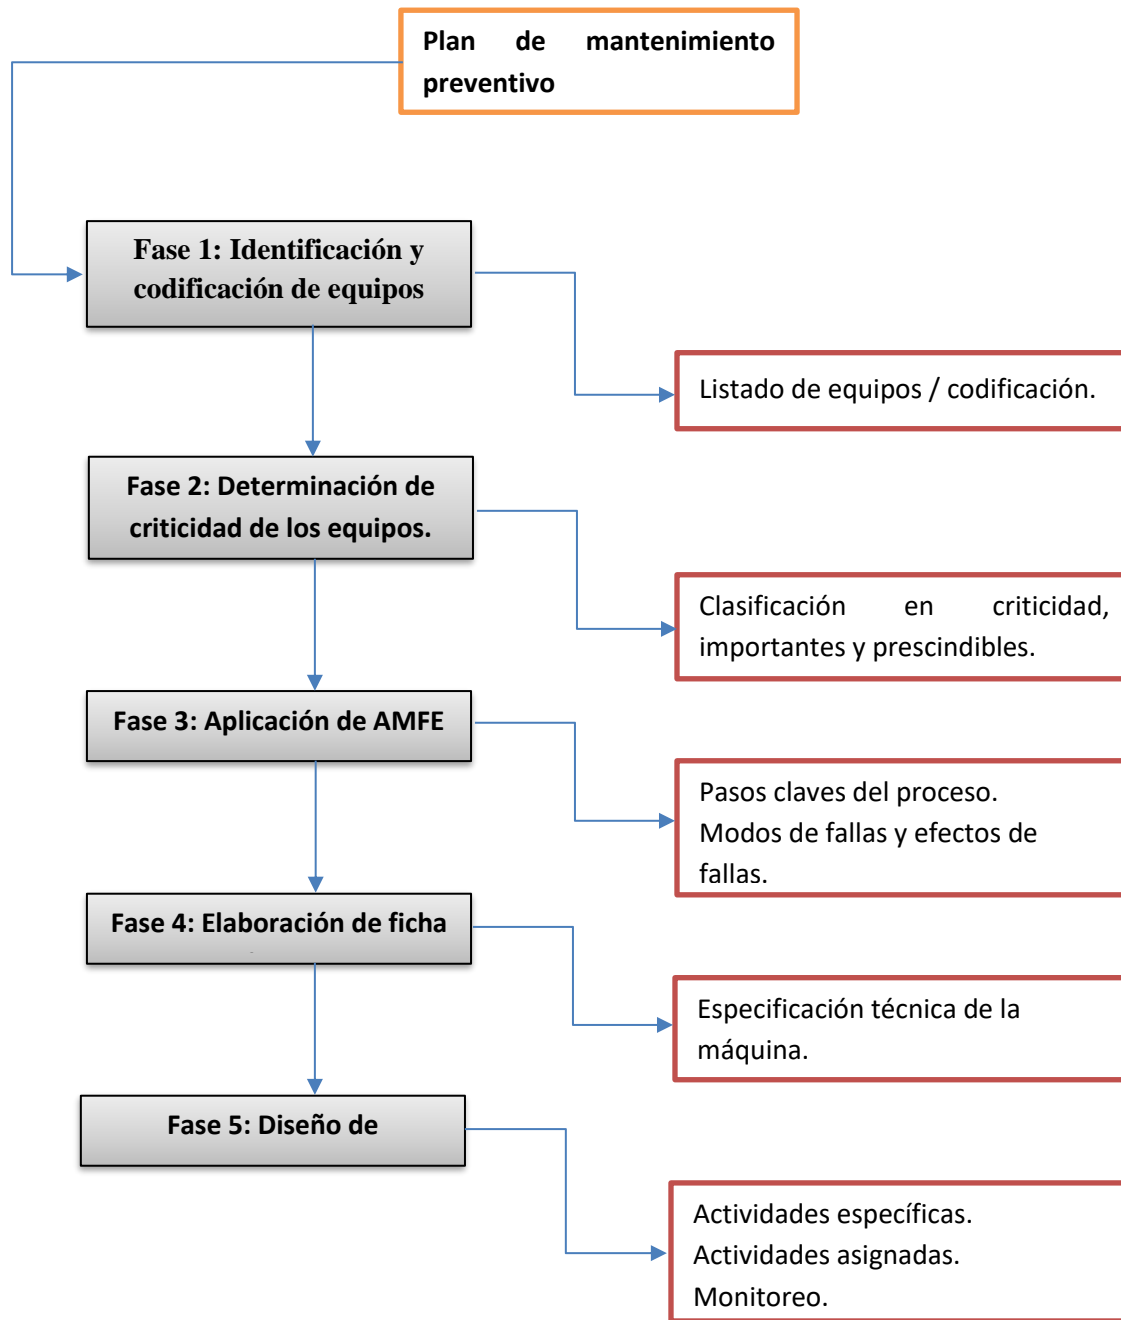 Plan de mantenimiento
preventivo
Fase 1: Identificación y
codificación de equipos
Listado de equipos / codificación.
Fase 2: Determinación de
criticidad de los equipos.
Clasificación en criticidad,
importantes y prescindibles.
Fase 3: Aplicación de AMFE
Pasos claves del proceso.
Modos de fallas y efectos de
fallas.
Fase 4: Elaboración de ficha
Especificación técnica de la
máquina.
Fase 5: Diseño de
Actividades específicas.
Actividades asignadas.
Monitoreo.